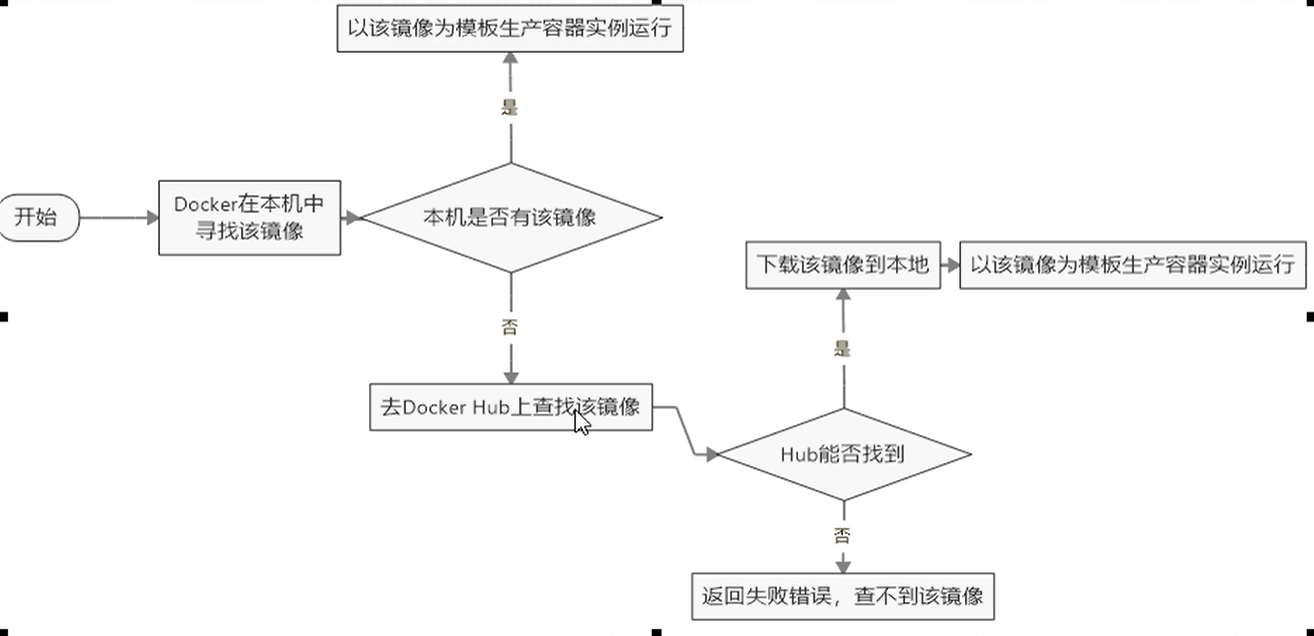 以该镜像为模板生产容器实例运行
是
开始
Docker在本机中
寻找该镜像
本机是否有该镜像
否
去Docker Hub上查找该镜像
下载该镜像到本地
以该镜像为模板生产容器实例运行
是
Hub能否找到
否
返回失败错误，查不到该镜像